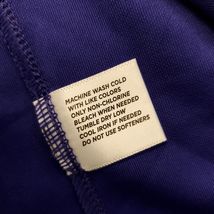 MACHINE WASH COLD
WITH LIKE COLORS
ONLY NON-CHLORINE
BLEACH WHEN NEEDED
TUMBLE DRY LOW
COOL IRON IF NEEDED
DO NOT USE SOFTENERS